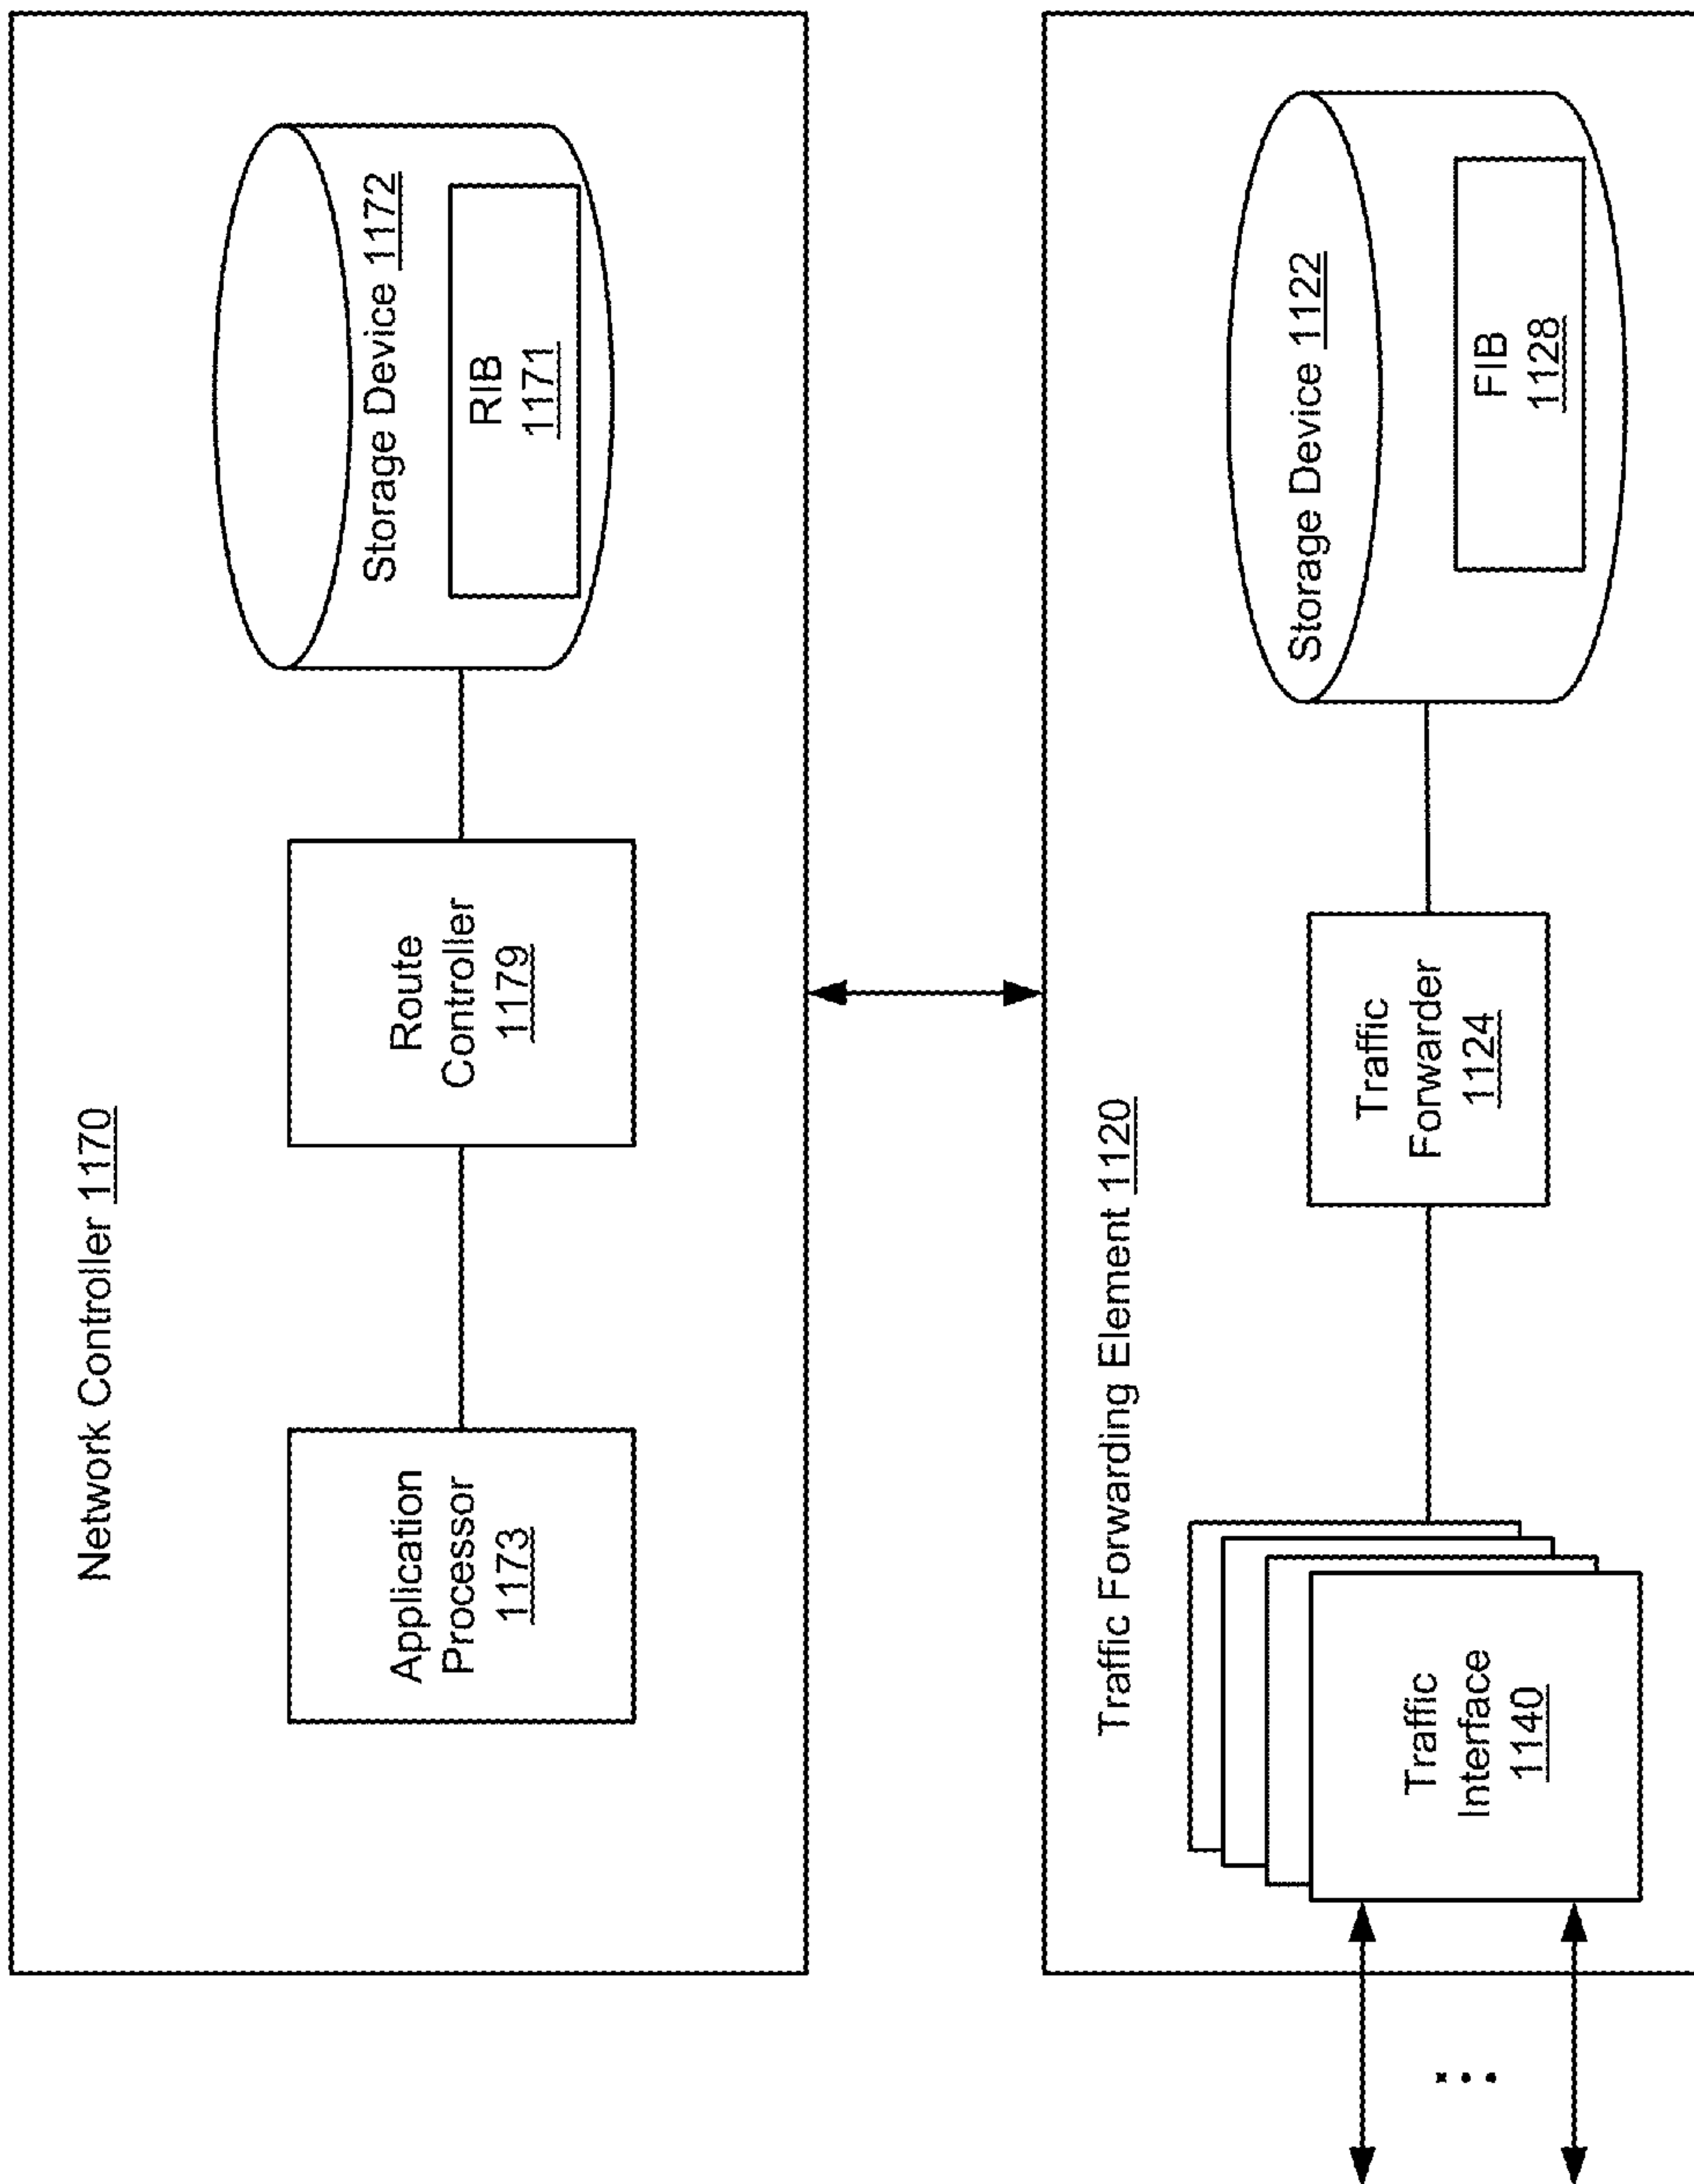 Network Controller 1170
Application
Processor
1173
Route
Controller
1179
Storage Device 1172
RIB
1171
Traffic Forwarding Element 1120
Traffic
Interface
1140
Traffic
Forwarder
1124
Storage Device 1122
FIB
1128